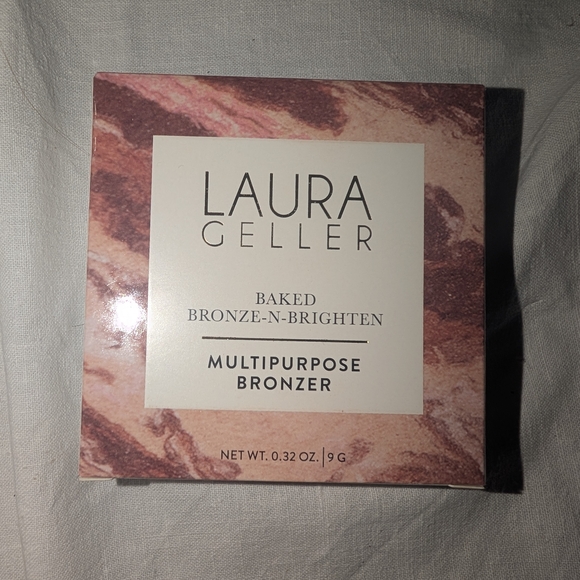 LAURA
GELLER
BAKED
BRONZE-N-BRIGHTEN
MULTIPURPOSE
BRONZER
NET WT. 0.32 OZ. | 9 G